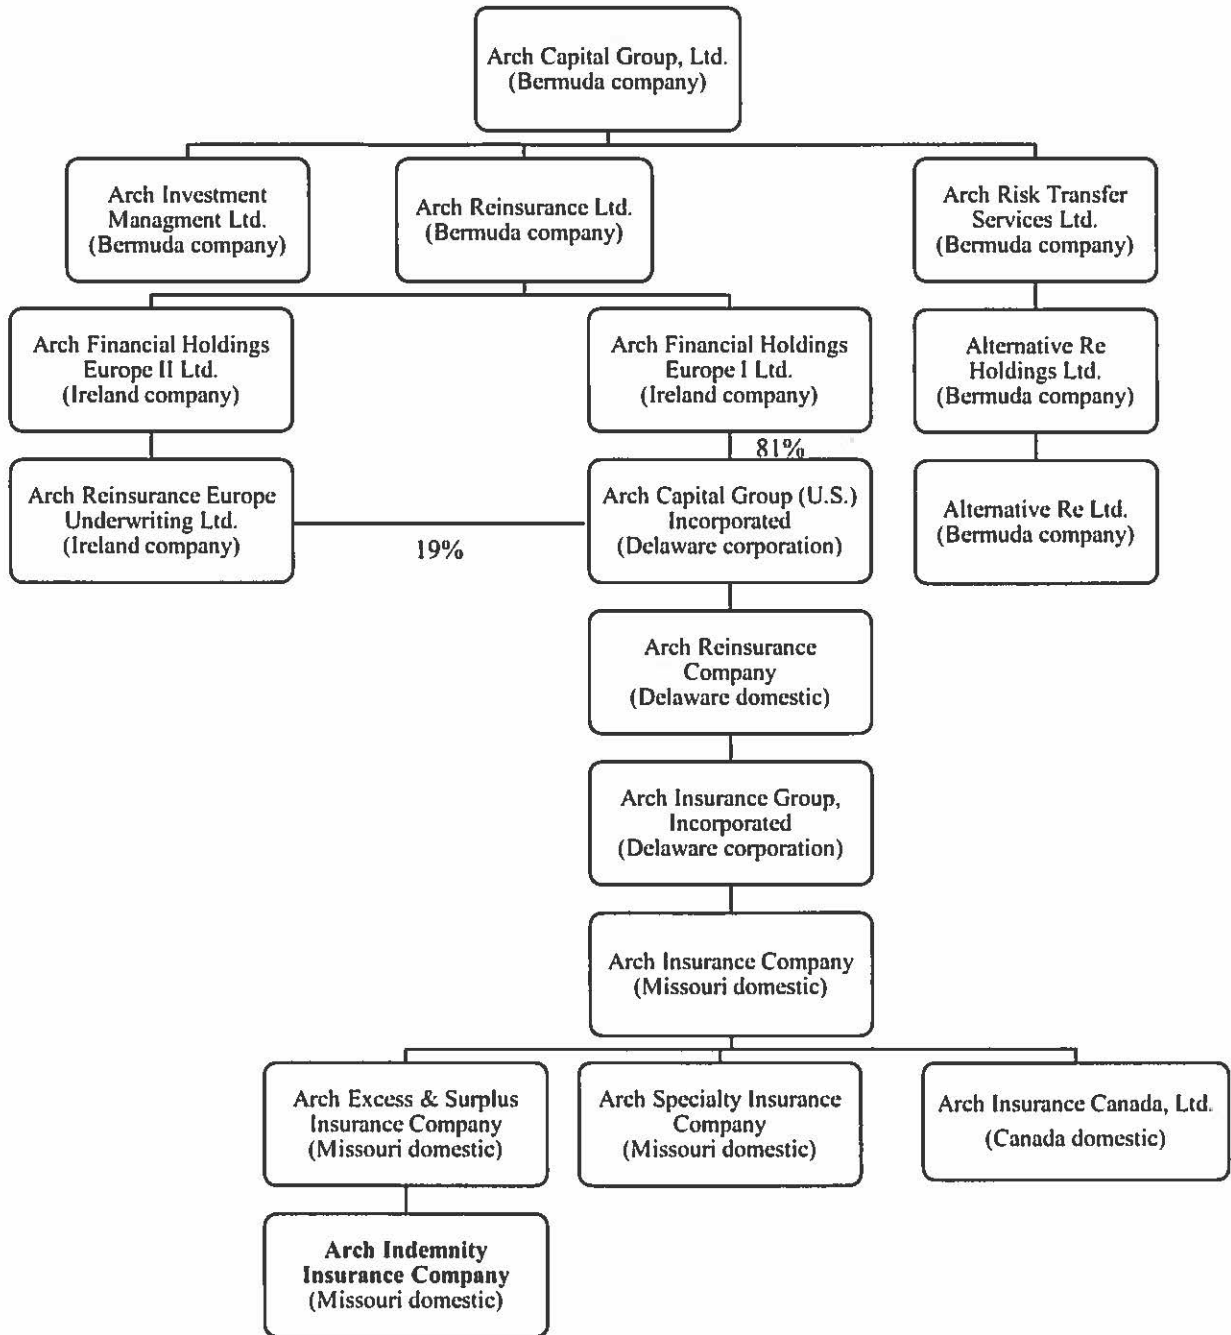 Arch Capital Group, Ltd.
(Bermuda company)
Arch Investment
Managment Ltd.
(Bermuda company)
Arch Reinsurance Ltd.
(Bermuda company)
Arch Risk Transfer
Services Ltd.
(Bermuda company)
Arch Financial Holdings
Europe II Ltd.
(Ireland company)
Arch Financial Holdings
Europe I Ltd.
(Ireland company)
Alternative Re
Holdings Ltd.
(Bermuda company)
81%
Arch Reinsurance Europe
Underwriting Ltd.
(Ireland company)
19%
Arch Capital Group (U.S.)
Incorporated
(Delaware corporation)
Alternative Re Ltd.
(Bermuda company)
Arch Reinsurance
Company
(Delaware domestic)
Arch Insurance Group,
Incorporated
(Delaware corporation)
Arch Insurance Company
(Missouri domestic)
Arch Excess & Surplus
Insurance Company
(Missouri domestic)
Arch Specialty Insurance
Company
(Missouri domestic)
Arch Insurance Canada, Ltd.
(Canada domestic)
Arch Indemnity
Insurance Company
(Missouri domestic)